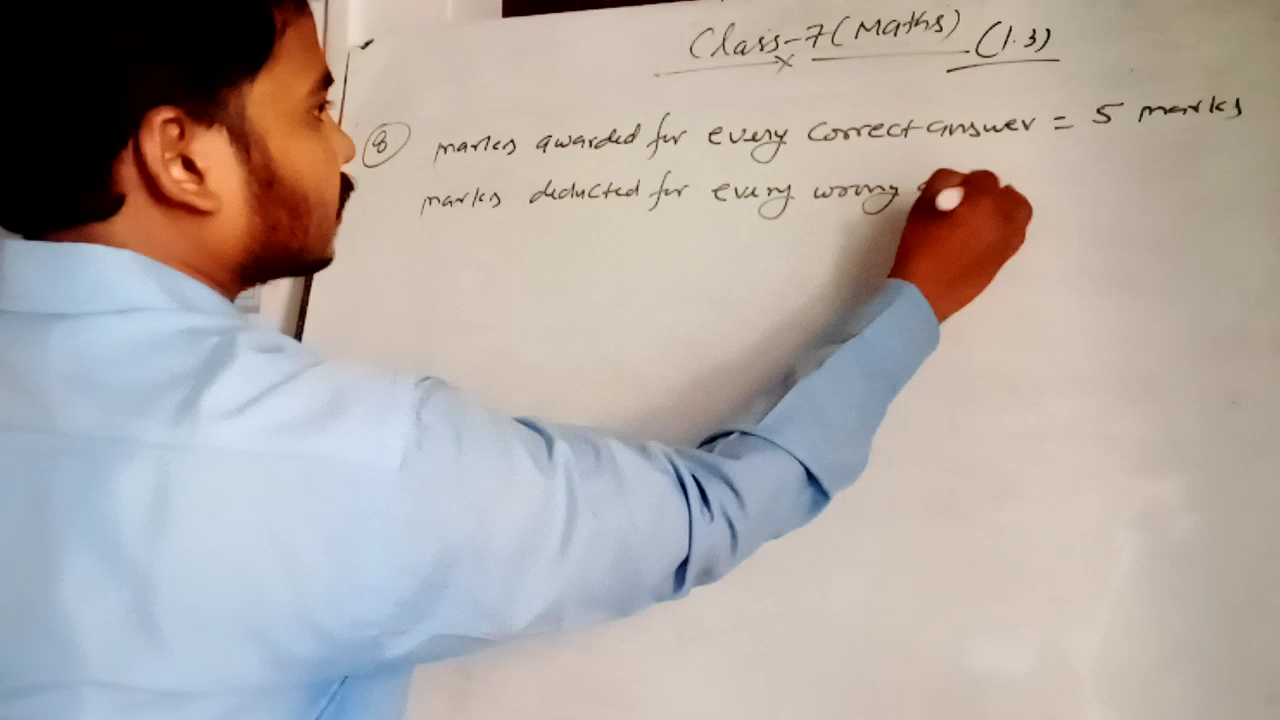 Class-7 (Maths) (1.3)
8 marks awarded for every correct answer = 5 marks
marks deducted for every wrong